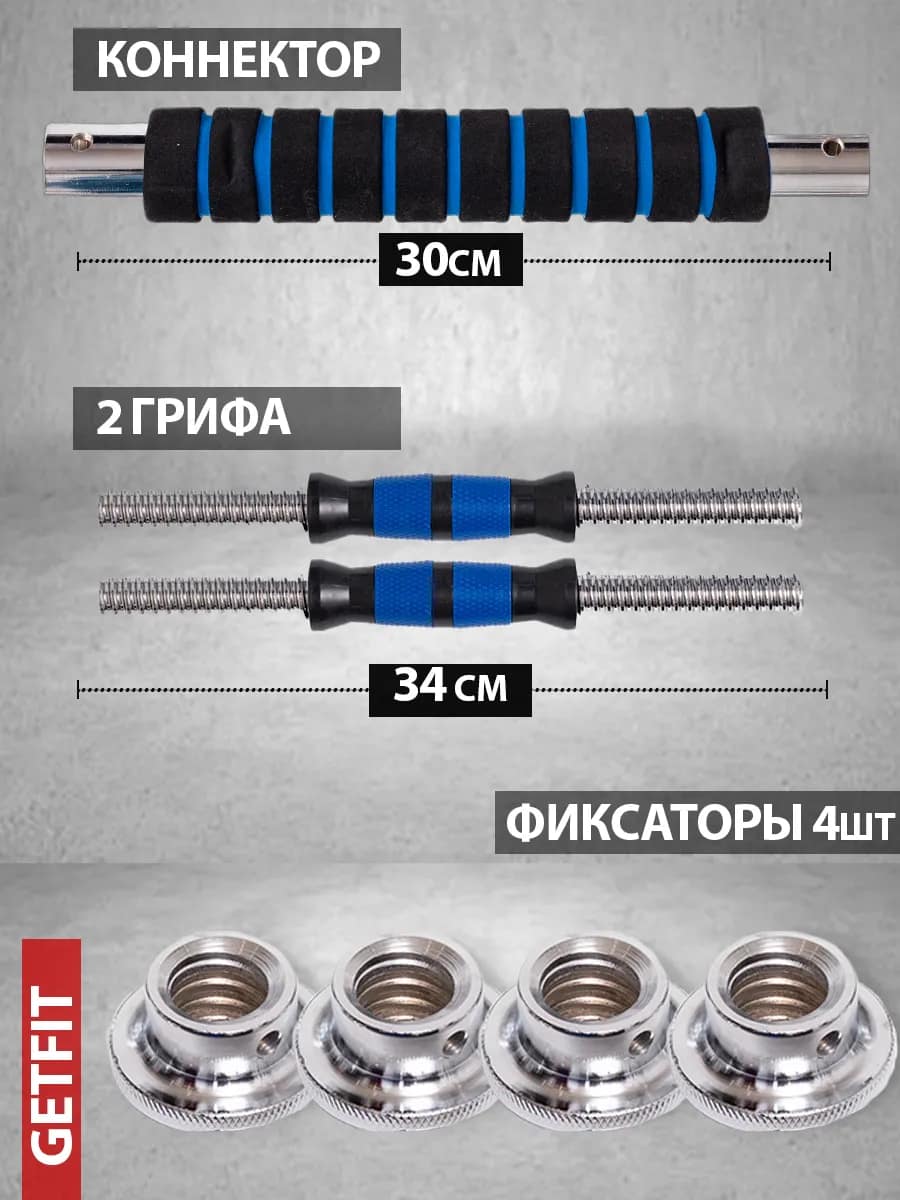 КОННЕКТОР
30СМ
2 ГРИФА
34 СМ
ФИКСАТОРЫ 4ШТ
GETFIT